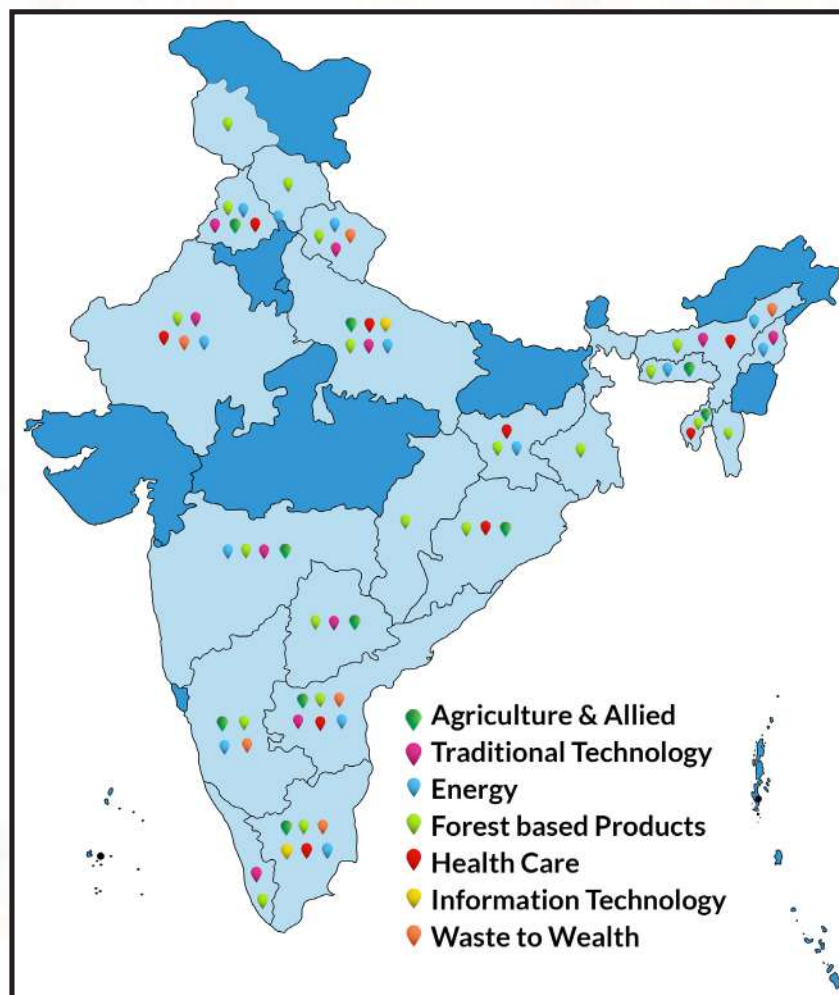 Agriculture & Allied
Traditional Technology
Energy
Forest based Products
Health Care
Information Technology
Waste to Wealth